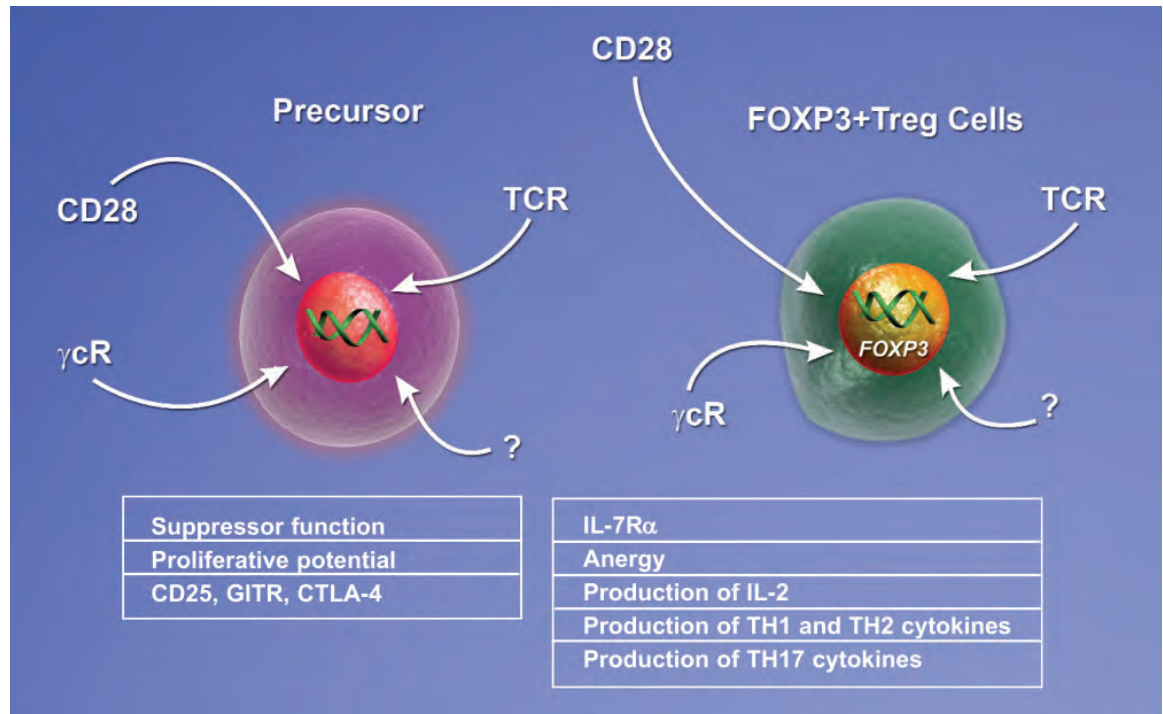 Precursor
CD28
TCR
γcR
?
Suppressor function
Proliferative potential
CD25, GITR, CTLA-4
CD28
FOXP3+Treg Cells
TCR
FOXP3
γcR
?
IL-7Rα
Anergy
Production of IL-2
Production of TH1 and TH2 cytokines
Production of TH17 cytokines